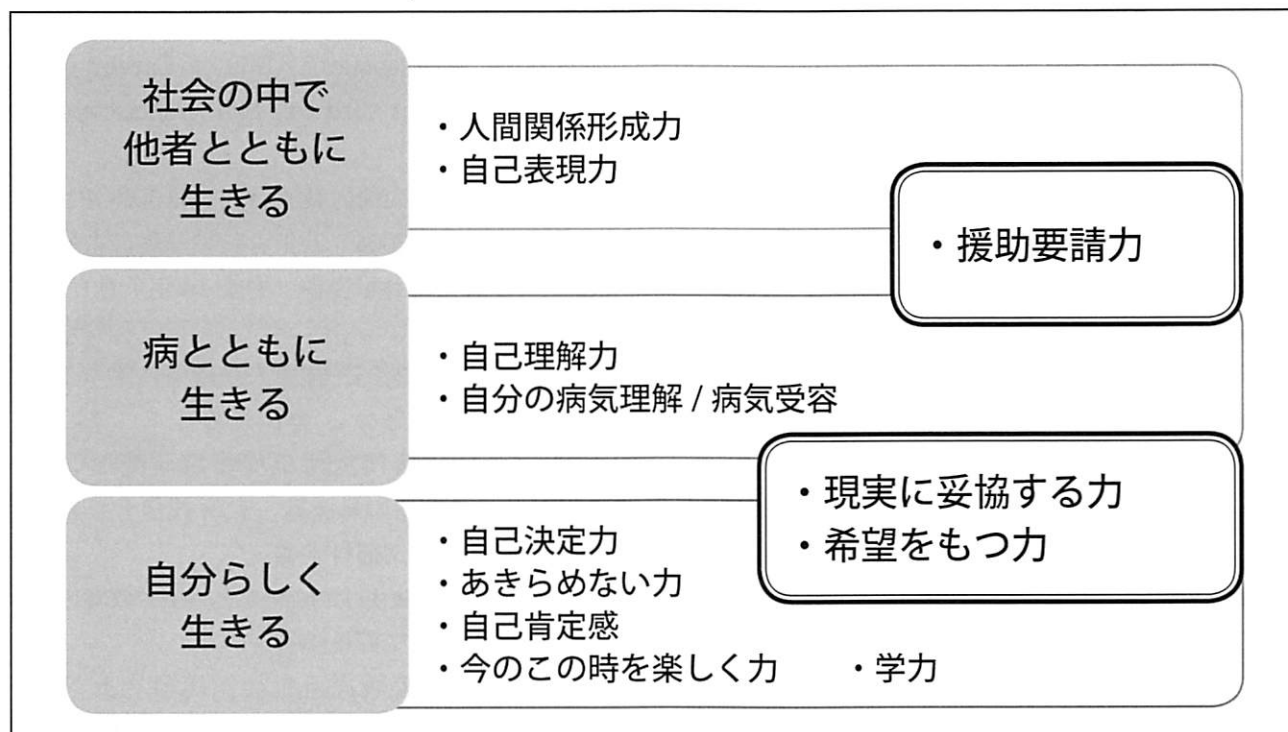 社会の中で
他者とともに
生きる
・人間関係形成力
・自己表現力
・援助要請力
病とともに
生きる
・自己理解力
・自分の病気理解 / 病気受容
・現実に妥協する力
・希望をもつ力
自分らしく
生きる
・自己決定力
・あきらめない力
・自己肯定感
・今のこの時を楽しく力 ・学力